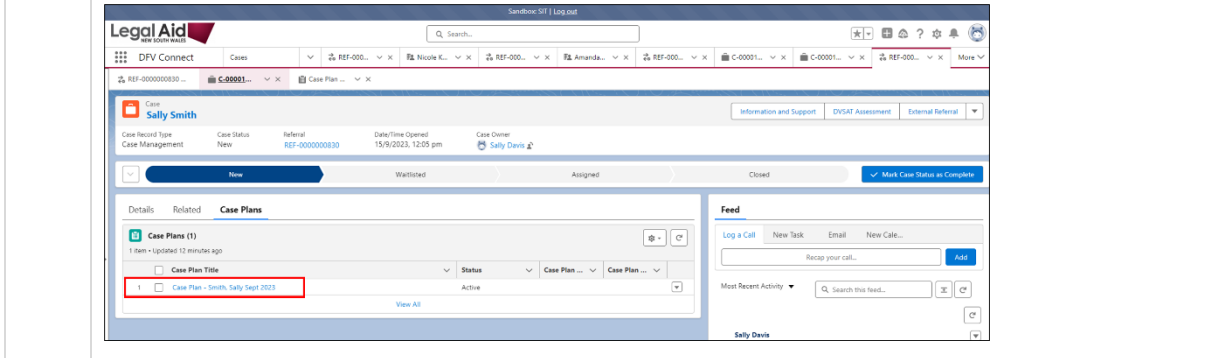 Sandbox: SIT | Log out
Legal Aid
NEW SOUTH WALES
Search...
DFV Connect Cases REF-000... Nicole K... REF-000... Amanda... REF-000... C-00001... C-00001... REF-000... More
REF-0000000830 ... C-00001... Case Plan ...
Case
Sally Smith
Information and Support DVSAT Assessment External Referral
Case Record Type Case Status Referral Date/Time Opened Case Owner
Case Management New REF-0000000830 15/9/2023, 12:05 pm Sally Davis
New Waitlisted Assigned Closed Mark Case Status as Complete
Details Related Case Plans
Feed
Case Plans (1)
1 item • Updated 12 minutes ago
Log a Call New Task Email New Cale...
Recap your call... Add
Case Plan Title Status Case Plan ... Case Plan ...
1 Case Plan - Smith, Sally Sept 2023 Active
View All
Most Recent Activity Search this feed...
Sally Davis